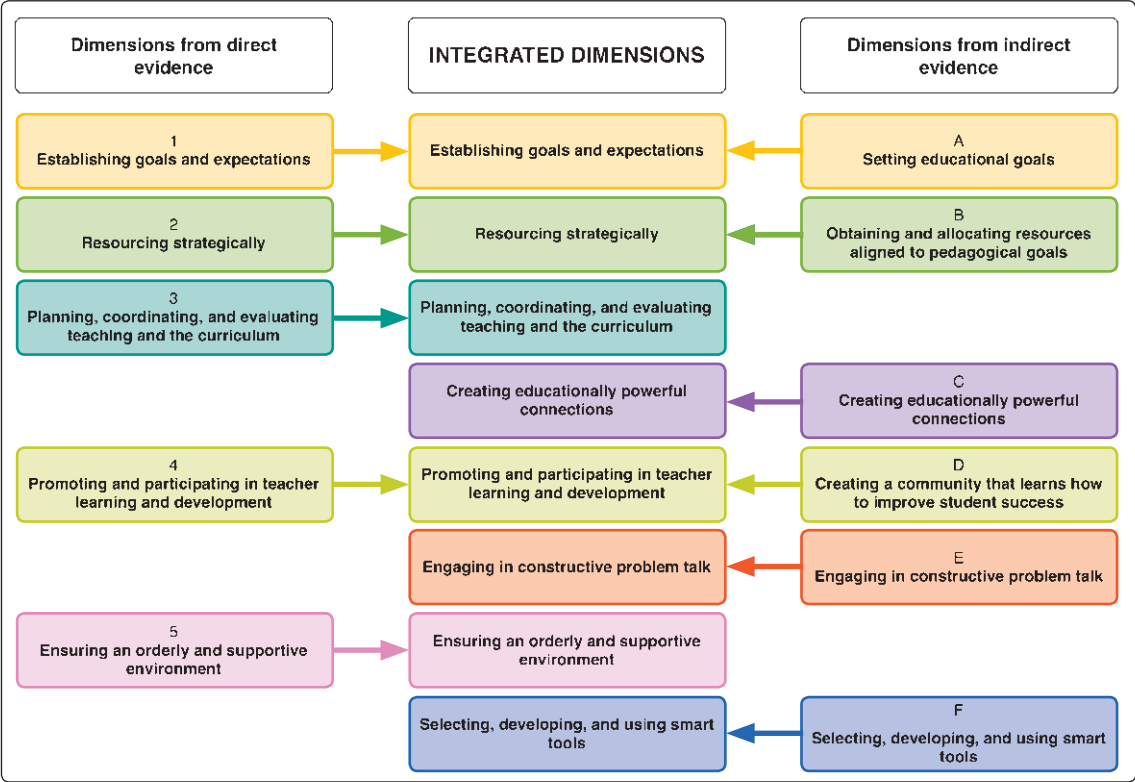 Dimensions from direct
evidence
INTEGRATED DIMENSIONS
Dimensions from indirect
evidence
1
Establishing goals and expectations
Establishing goals and expectations
A
Setting educational goals
2
Resourcing strategically
Resourcing strategically
B
Obtaining and allocating resources
aligned to pedagogical goals
3
Planning, coordinating, and evaluating
teaching and the curriculum
Planning, coordinating, and evaluating
teaching and the curriculum
Creating educationally powerful
connections
C
Creating educationally powerful
connections
4
Promoting and participating in teacher
learning and development
Promoting and participating in teacher
learning and development
D
Creating a community that learns how
to improve student success
Engaging in constructive problem talk
E
Engaging in constructive problem talk
5
Ensuring an orderly and supportive
environment
Ensuring an orderly and supportive
environment
Selecting, developing, and using smart
tools
F
Selecting, developing, and using smart
tools